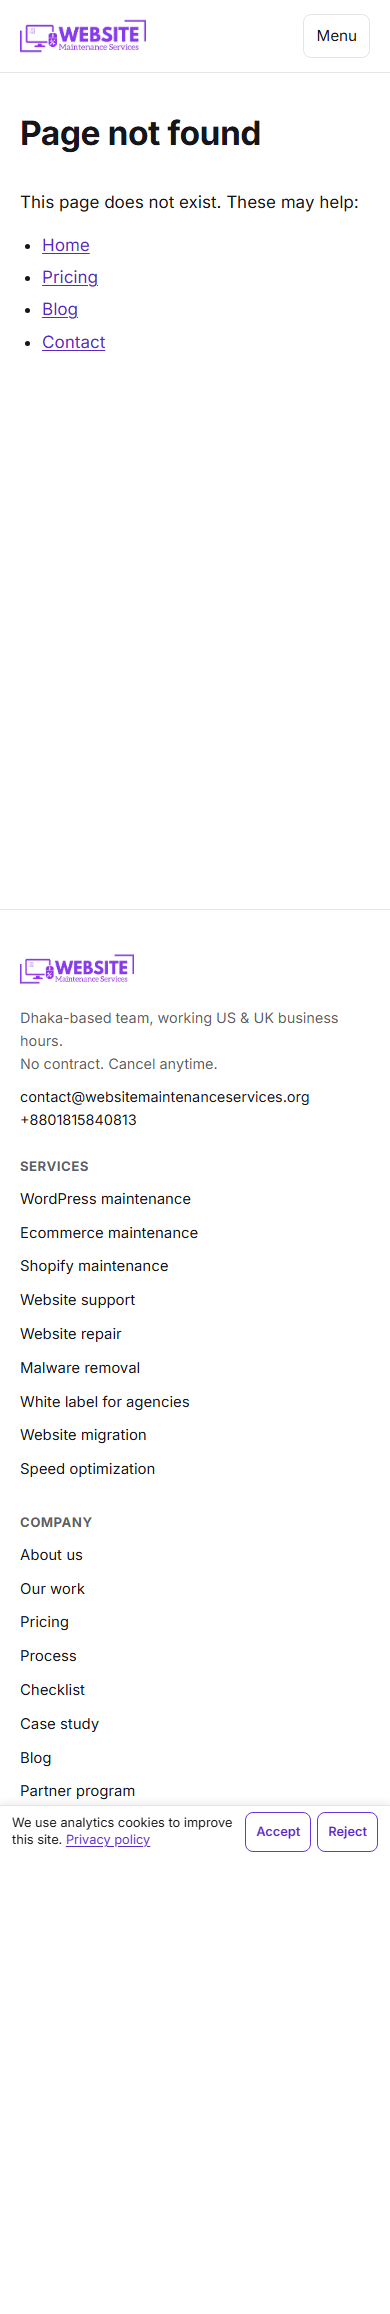 WEBSITE
Maintenance Services
Menu
Page not found
This page does not exist. These may help:
Home
Pricing
Blog
Contact
WEBSITE
Maintenance Services
Dhaka-based team, working US & UK business
hours.
No contract. Cancel anytime.
contact@websitemaintenanceservices.org
+8801815840813
SERVICES
WordPress maintenance
Ecommerce maintenance
Shopify maintenance
Website support
Website repair
Malware removal
White label for agencies
Website migration
Speed optimization
COMPANY
About us
Our work
Pricing
Process
Checklist
Case study
Blog
Partner program
We use analytics cookies to improve
this site. Privacy policy
Accept
Reject